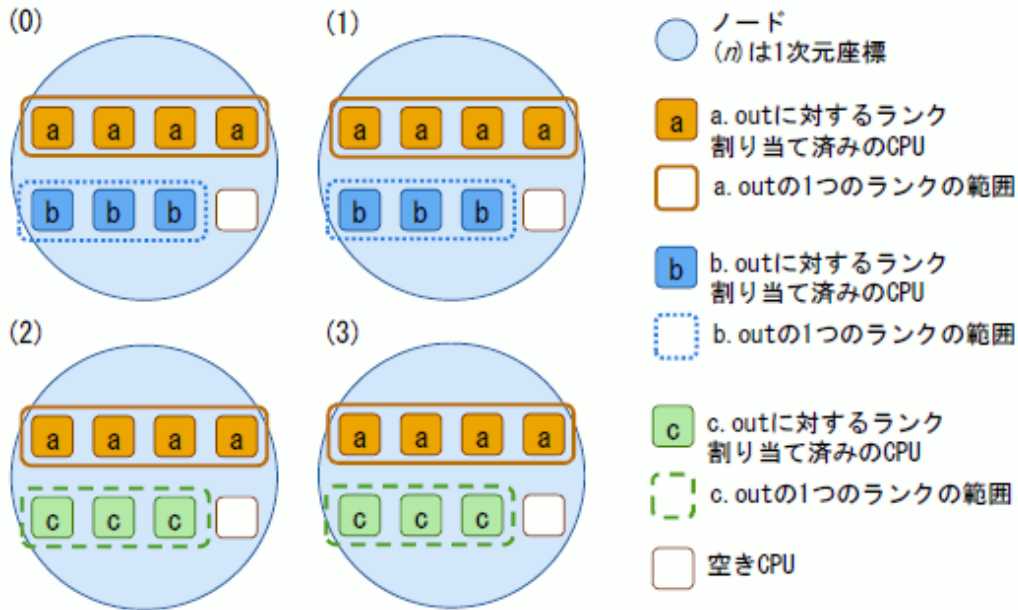 (0)
a a a a
b b b
(1)
a a a a
b b b
(2)
a a a a
c c c
(3)
a a a a
c c c
ノード
(n)は1次元座標
a
a.outに対するランク
割り当て済みのCPU
a.outの1つのランクの範囲
b
b.outに対するランク
割り当て済みのCPU
b.outの1つのランクの範囲
c
c.outに対するランク
割り当て済みのCPU
c.outの1つのランクの範囲
空きCPU